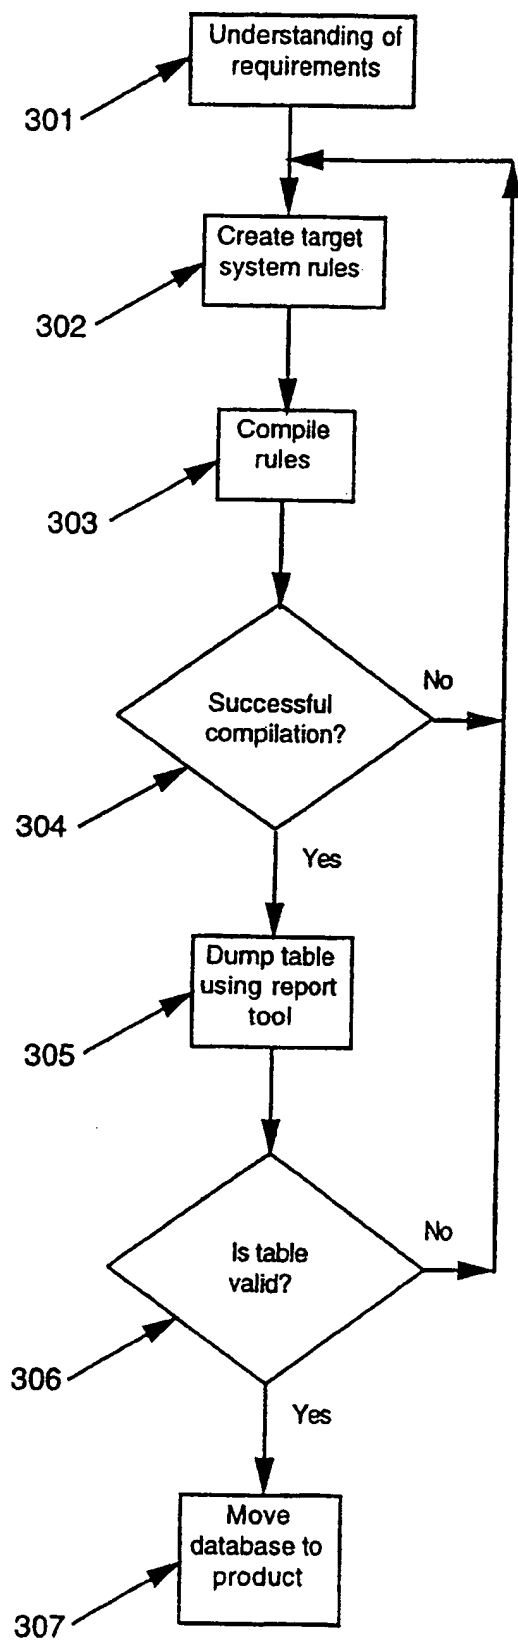 Understanding of
requirements
301
Create target
system rules
302
Compile
rules
303
No
Successful
compilation?
304
Yes
Dump table
using report
tool
305
No
Is table
valid?
306
Yes
Move
database to
product
307